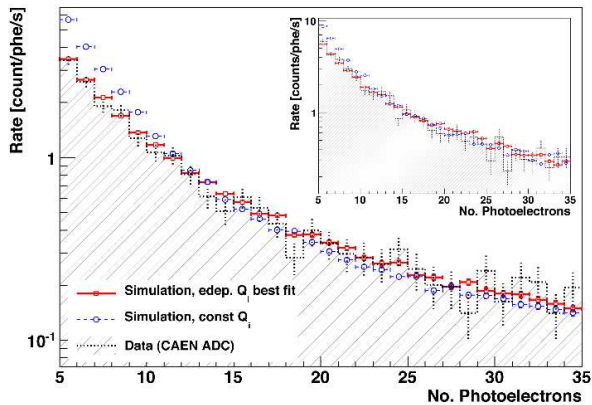 Rate [count/phe/s]
1
10⁻¹
5 10 15 20 25 30 35
No. Photoelectrons
Simulation, edep. Qᵢ best fit
Simulation, const Qᵢ
Data (CAEN ADC)
Rate [counts/phe/s]
10
1
5 10 15 20 25 30 35
No. Photoelectrons